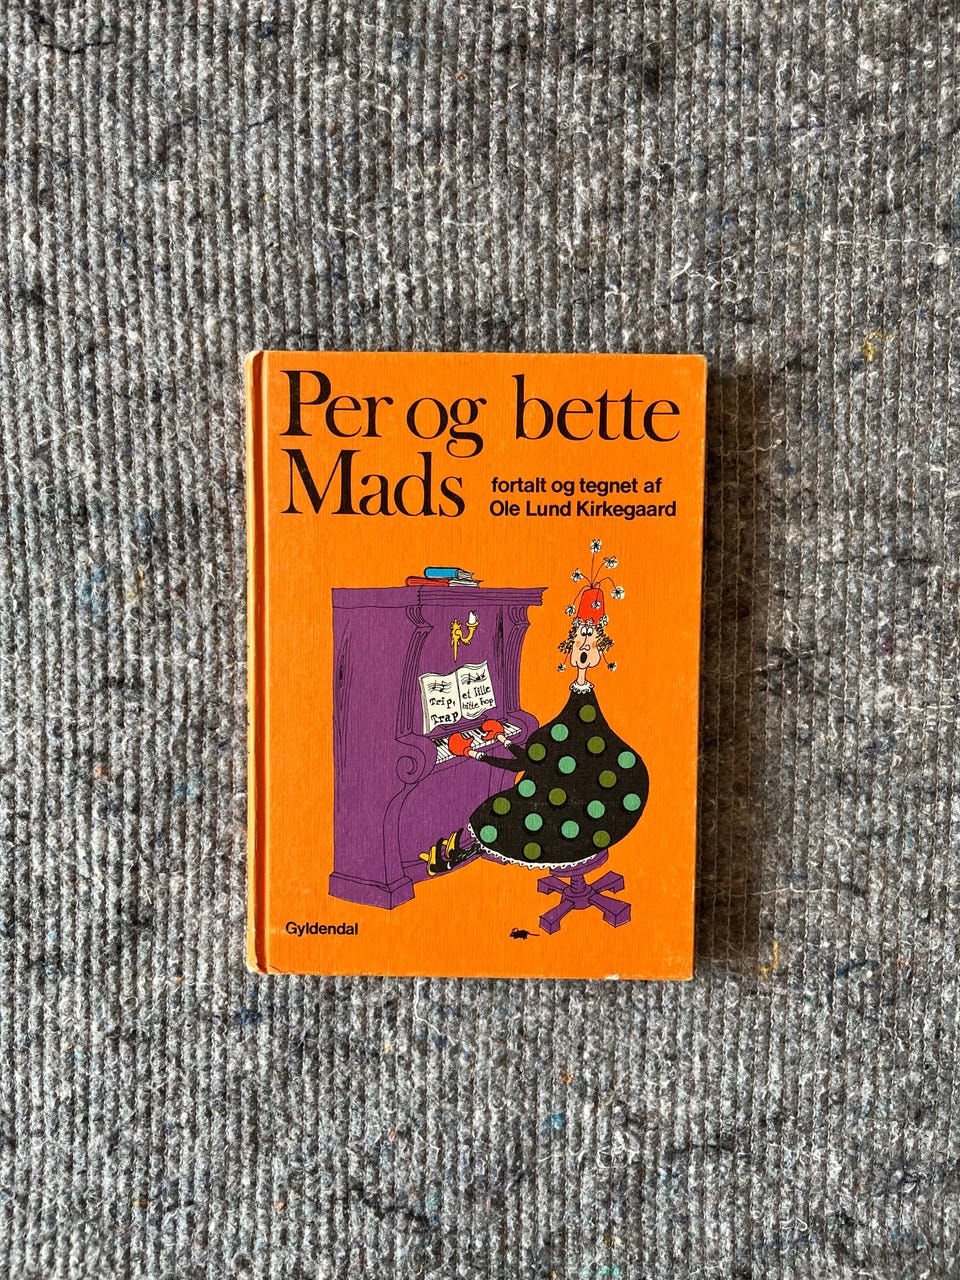 Per og bette
Mads
fortalt og tegnet af
Ole Lund Kirkegaard
Trip,
Trap
et lille
bitte hop
Gyldendal